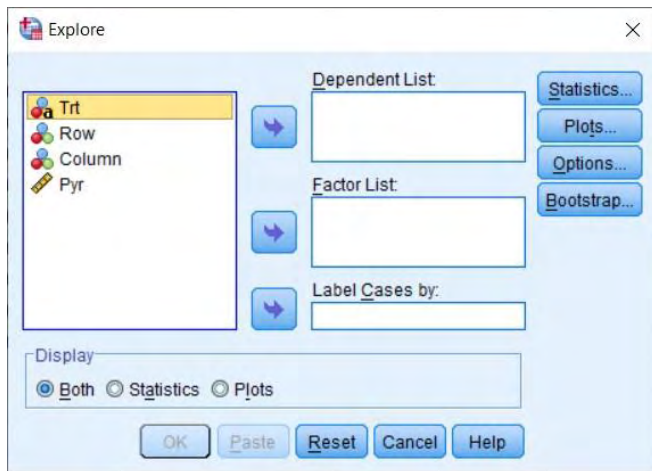 Explore
Dependent List:
Statistics...
a Trt
Row
Column
Pyr
Plots...
Options...
Factor List:
Bootstrap...
Label Cases by:
Display
Both Statistics Plots
OK Paste Reset Cancel Help